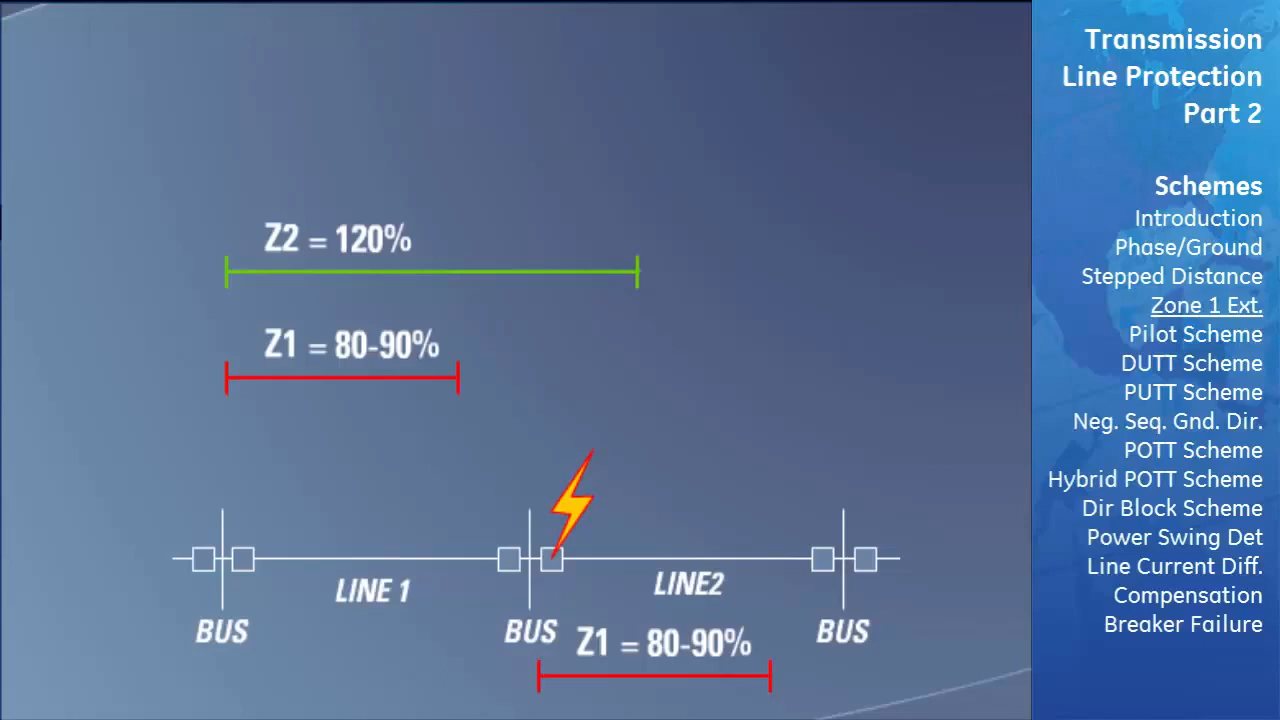 Z2 = 120%
Z1 = 80-90%
LINE 1
LINE2
BUS
BUS
BUS
Z1 = 80-90%
Transmission
Line Protection
Part 2
Schemes
Introduction
Phase/Ground
Stepped Distance
Zone 1 Ext.
Pilot Scheme
DUTT Scheme
PUTT Scheme
Neg. Seq. Gnd. Dir.
POTT Scheme
Hybrid POTT Scheme
Dir Block Scheme
Power Swing Det
Line Current Diff.
Compensation
Breaker Failure